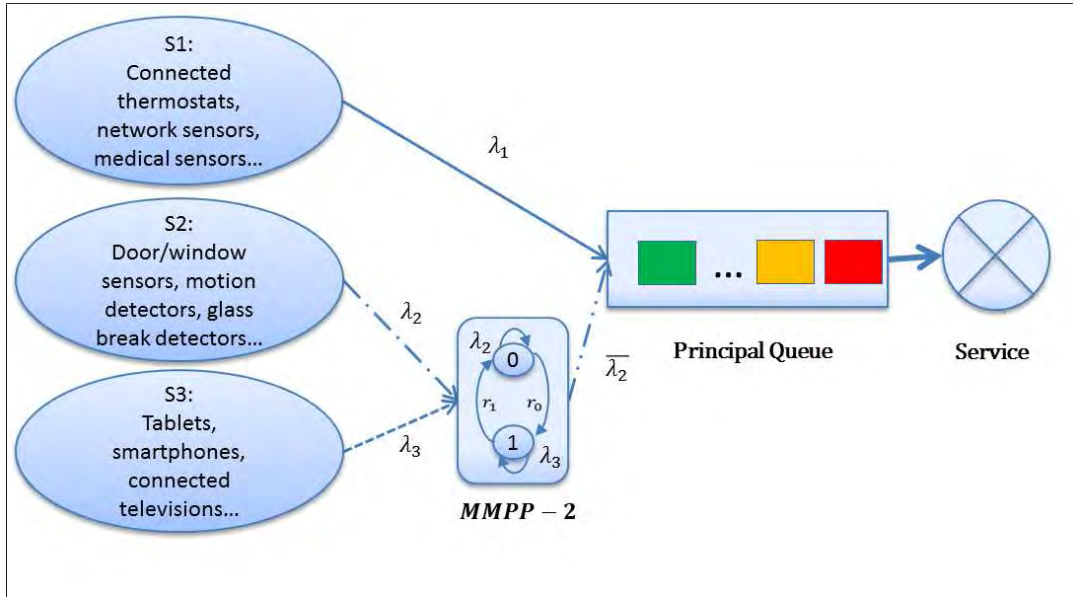 S1:
Connected
thermostats,
network sensors,
medical sensors...
λ₁
S2:
Door/window
sensors, motion
detectors, glass
break detectors...
λ₂
S3:
Tablets,
smartphones,
connected
televisions...
λ₃
λ₂
0
r₁
r₀
1
λ₃
MMPP − 2
λ₂̅
...
Principal Queue
Service